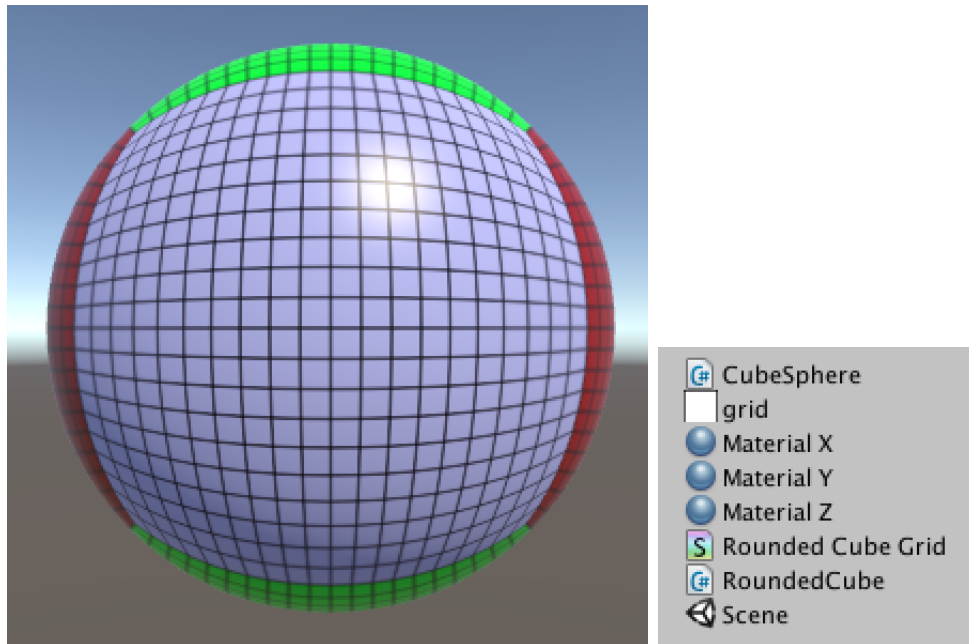 C# CubeSphere
grid
Material X
Material Y
Material Z
S Rounded Cube Grid
C# RoundedCube
Scene